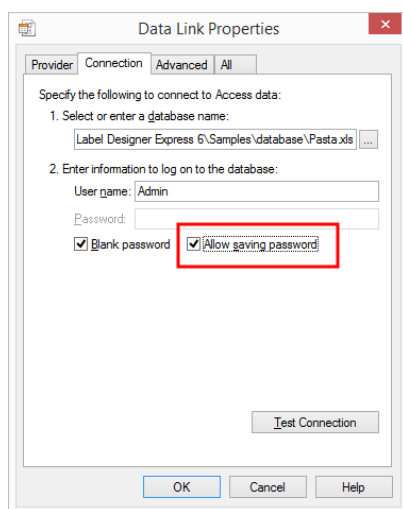 Data Link Properties
Provider Connection Advanced All
Specify the following to connect to Access data:
1. Select or enter a database name:
Label Designer Express 6\Samples\database\Pasta.xls ...
2. Enter information to log on to the database:
User name: Admin
Password:
Blank password Allow saving password
Test Connection
OK Cancel Help